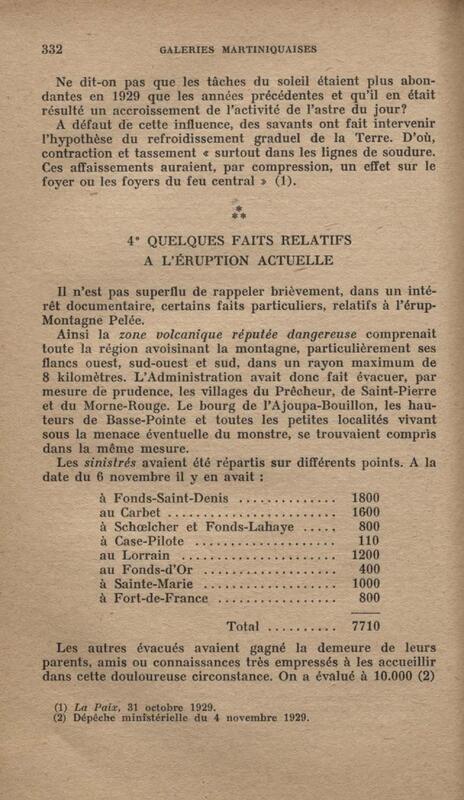 332 GALERIES MARTINIQUAISES
Ne dit-on pas que les tâches du soleil étaient plus abon-
dantes en 1929 que les années précédentes et qu'il en était
résulté un accroissement de l'activité de l'astre du jour?
A défaut de cette influence, des savants ont fait intervenir
l'hypothèse du refroidissement graduel de la Terre. D'où,
contraction et tassement « surtout dans les lignes de soudure.
Ces affaissements auraient, par compression, un effet sur le
foyer ou les foyers du feu central » (1).
*
**
4° QUELQUES FAITS RELATIFS
A L'ÉRUPTION ACTUELLE
Il n'est pas superflu de rappeler brièvement, dans un inté-
rêt documentaire, certains faits particuliers, relatifs à l'érup-
Montagne Pelée.
Ainsi la zone volcanique réputée dangereuse comprenait
toute la région avoisinant la montagne, particulièrement ses
flancs ouest, sud-ouest et sud, dans un rayon maximum de
8 kilomètres. L'Administration avait donc fait évacuer, par
mesure de prudence, les villages du Prêcheur, de Saint-Pierre
et du Morne-Rouge. Le bourg de l'Ajoupa-Bouillon, les hau-
teurs de Basse-Pointe et toutes les petites localités vivant
sous la menace éventuelle du monstre, se trouvaient compris
dans la même mesure.
Les sinistrés avaient été répartis sur différents points. A la
date du 6 novembre il y en avait :
à Fonds-Saint-Denis .............. 1800
au Carbet ........................ 1600
à Schœlcher et Fonds-Lahaye ..... 800
à Case-Pilote .................... 110
au Lorrain ...................... 1200
au Fonds-d'Or .................... 400
à Sainte-Marie ................... 1000
à Fort-de-France ................. 800
Total .......... 7710
Les autres évacués avaient gagné la demeure de leurs
parents, amis ou connaissances très empressés à les accueillir
dans cette douloureuse circonstance. On a évalué à 10.000 (2)
(1) La Paix, 31 octobre 1929.
(2) Dépêche ministérielle du 4 novembre 1929.